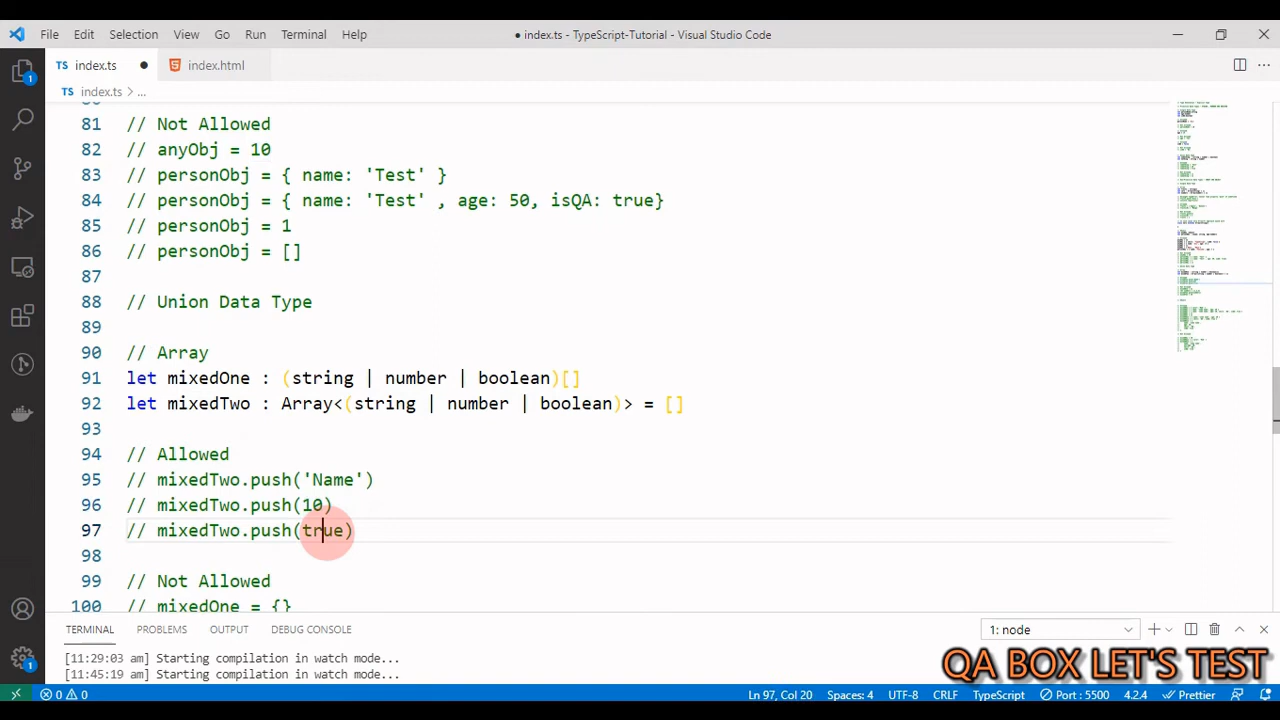 File Edit Selection View Go Run Terminal Help ● index.ts - TypeScript-Tutorial - Visual Studio Code
TS index.ts ● index.html
TS index.ts > ...
81 // Not Allowed
82 // anyObj = 10
83 // personObj = { name: 'Test' }
84 // personObj = { name: 'Test' , age: 50, isQA: true}
85 // personObj = 1
86 // personObj = []
87
88 // Union Data Type
89
90 // Array
91 let mixedOne : (string | number | boolean)[]
92 let mixedTwo : Array<(string | number | boolean)> = []
93
94 // Allowed
95 // mixedTwo.push('Name')
96 // mixedTwo.push(10)
97 // mixedTwo.push(true)
98
99 // Not Allowed
100 // mixedOne = {}
TERMINAL PROBLEMS OUTPUT DEBUG CONSOLE 1: node
[11:29:03 am] Starting compilation in watch mode...
[11:45:19 am] Starting compilation in watch mode...
QA BOX LET'S TEST
0 0 Ln 97, Col 20 Spaces: 4 UTF-8 CRLF TypeScript Port : 5500 4.2.4 Prettier